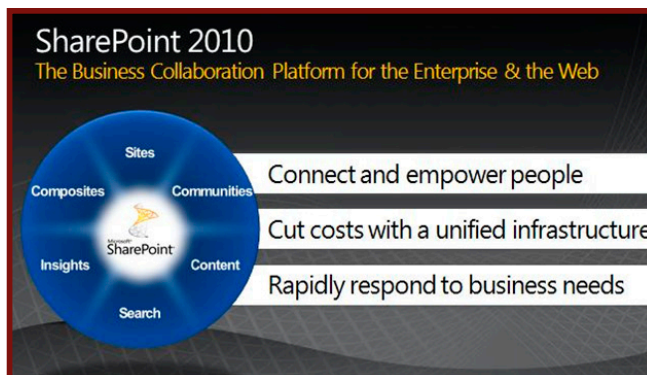 SharePoint 2010
The Business Collaboration Platform for the Enterprise & the Web
Sites
Composites
Communities
Microsoft
SharePoint
Insights
Content
Search
Connect and empower people
Cut costs with a unified infrastructure
Rapidly respond to business needs